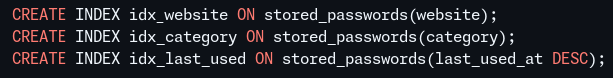 CREATE INDEX idx_website ON stored_passwords(website);
CREATE INDEX idx_category ON stored_passwords(category);
CREATE INDEX idx_last_used ON stored_passwords(last_used_at DESC);